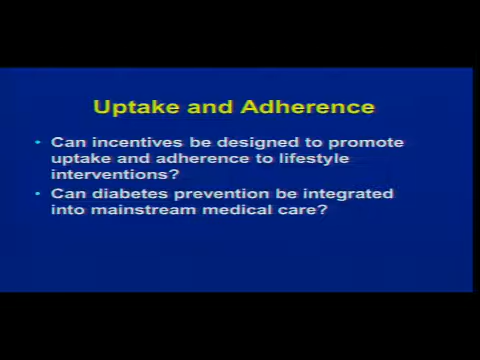 Uptake and Adherence
• Can incentives be designed to promote
uptake and adherence to lifestyle
interventions?
• Can diabetes prevention be integrated
into mainstream medical care?